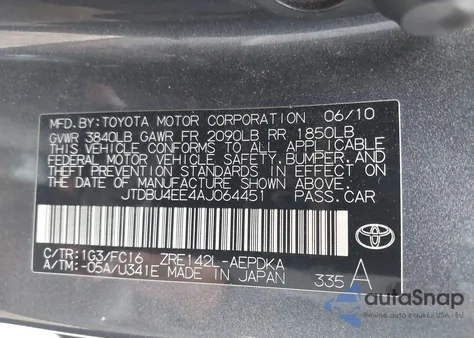 MFD.BY:TOYOTA MOTOR CORPORATION 06/10
GVWR 3840LB GAWR FR 2090LB RR 1850LB
THIS VEHICLE CONFORMS TO ALL APPLICABLE
FEDERAL MOTOR VEHICLE SAFETY,BUMPER,AND
THEFT PREVENTION STANDARDS IN EFFECT ON
THE DATE OF MANUFACTURE SHOWN ABOVE.
JTDBU4EE4AJ064451 PASS.CAR
TOYOTA
C/TR:1G3/FC16 ZRE142L-AEPDKA
A/TM:-05A/U341E MADE IN JAPAN 335 A
autoSnap